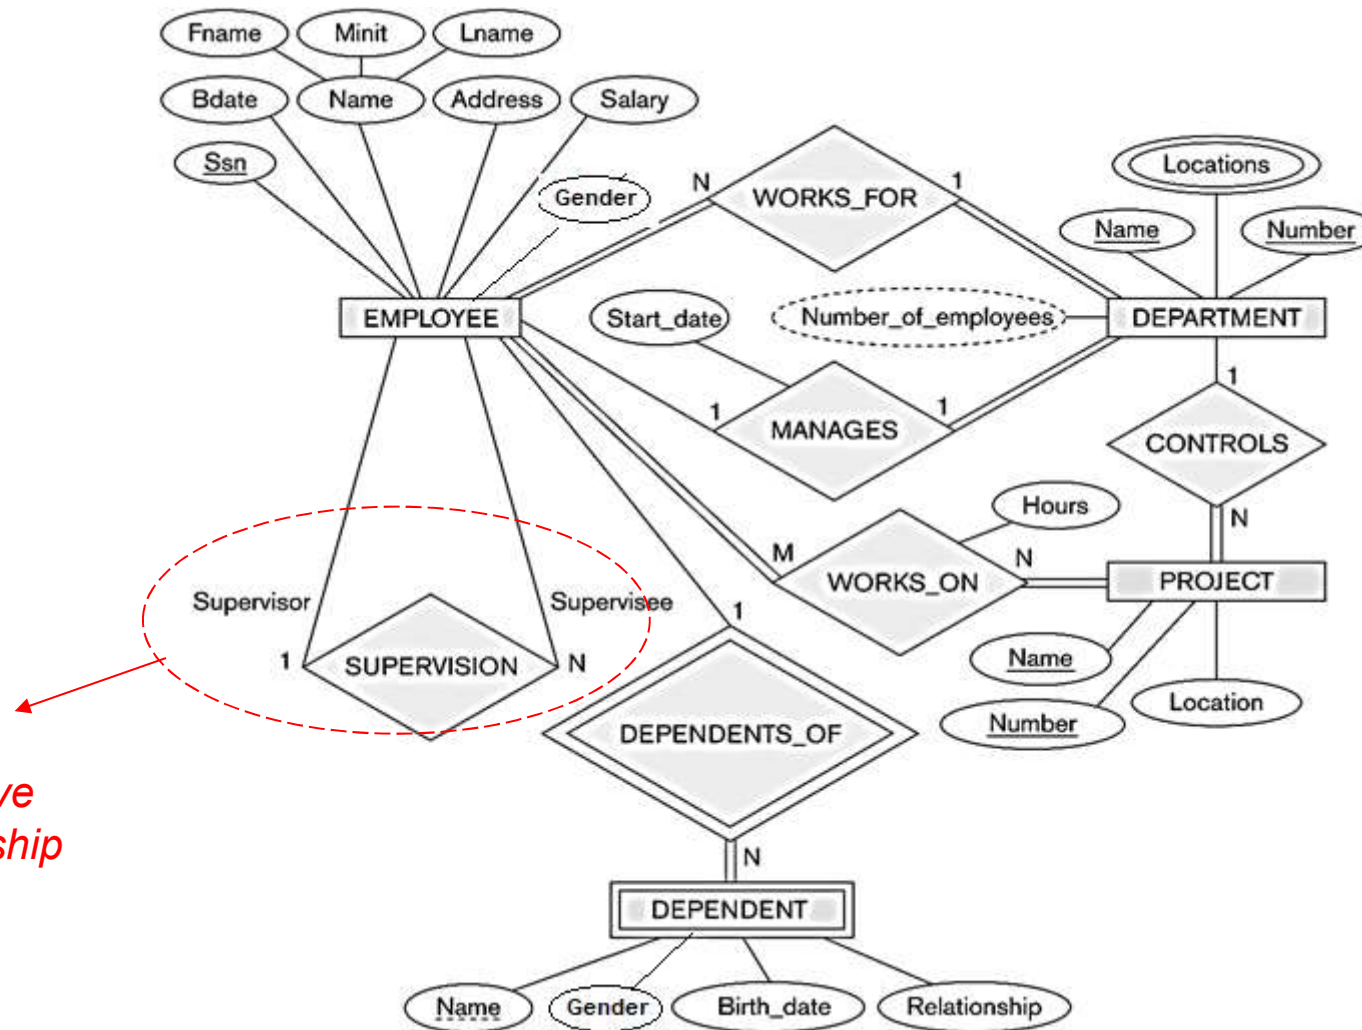 Fname Minit Lname
Bdate Name Address Salary
Ssn
Gender
N WORKS_FOR 1
Locations
Name Number
EMPLOYEE
Start_date
Number_of_employees
DEPARTMENT
1 MANAGES 1
1
CONTROLS
N
Hours
M WORKS_ON N
PROJECT
Name
Number
Location
Supervisor
Supervisee
1 SUPERVISION N
1
DEPENDENTS_OF
N
ve
ship
DEPENDENT
Name Gender Birth_date Relationship